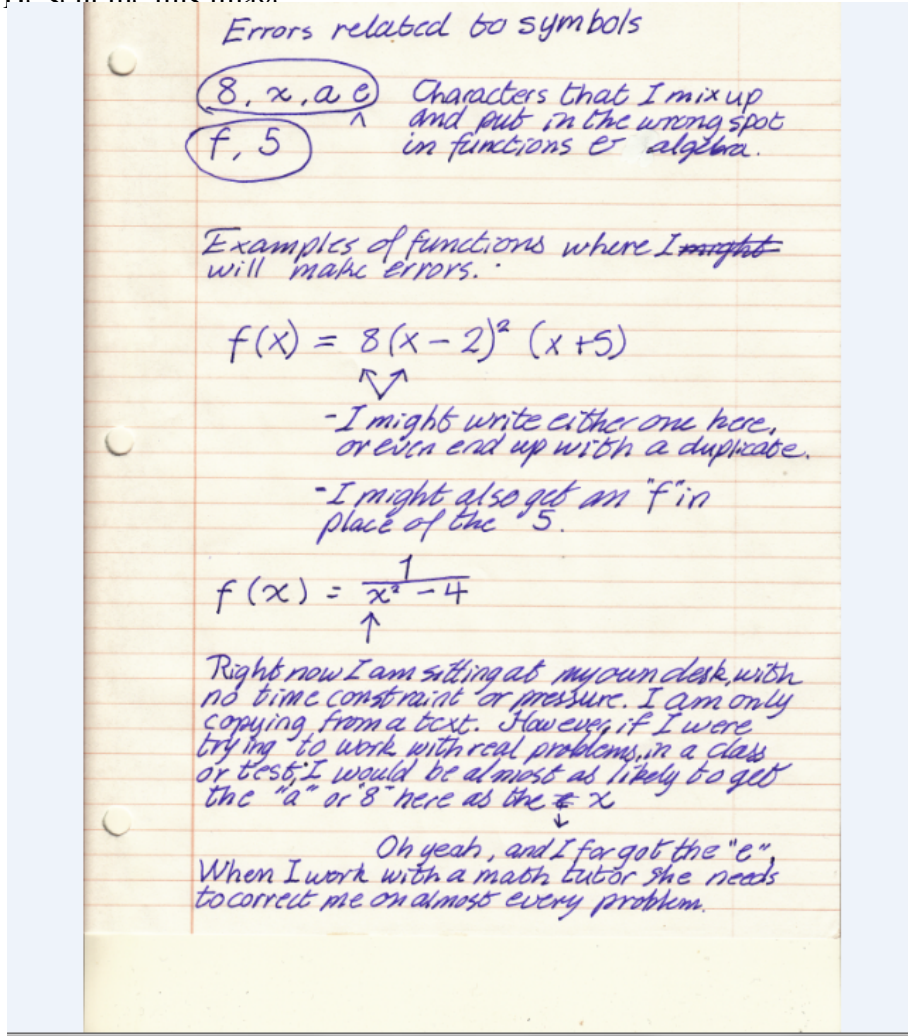 Errors related to symbols
8, x, a e Characters that I mix up
^ and put in the wrong spot
f, 5 in functions & algebra.
Examples of functions where I might
will make errors.
f(x) = 8(x - 2)² (x +5)
- I might write either one here,
or even end up with a duplicate.
- I might also get an "f" in
place of the 5.
f (x) = 1
x² - 4
↑
Right now I am sitting at my own desk, with
no time constraint or pressure. I am only
copying from a text. However, if I were
trying to work with real problems, in a class
or test, I would be almost as likely to get
the "a" or "8" here as the x
Oh yeah, and I forgot the "e",
When I work with a math tutor she needs
to correct me on almost every problem.